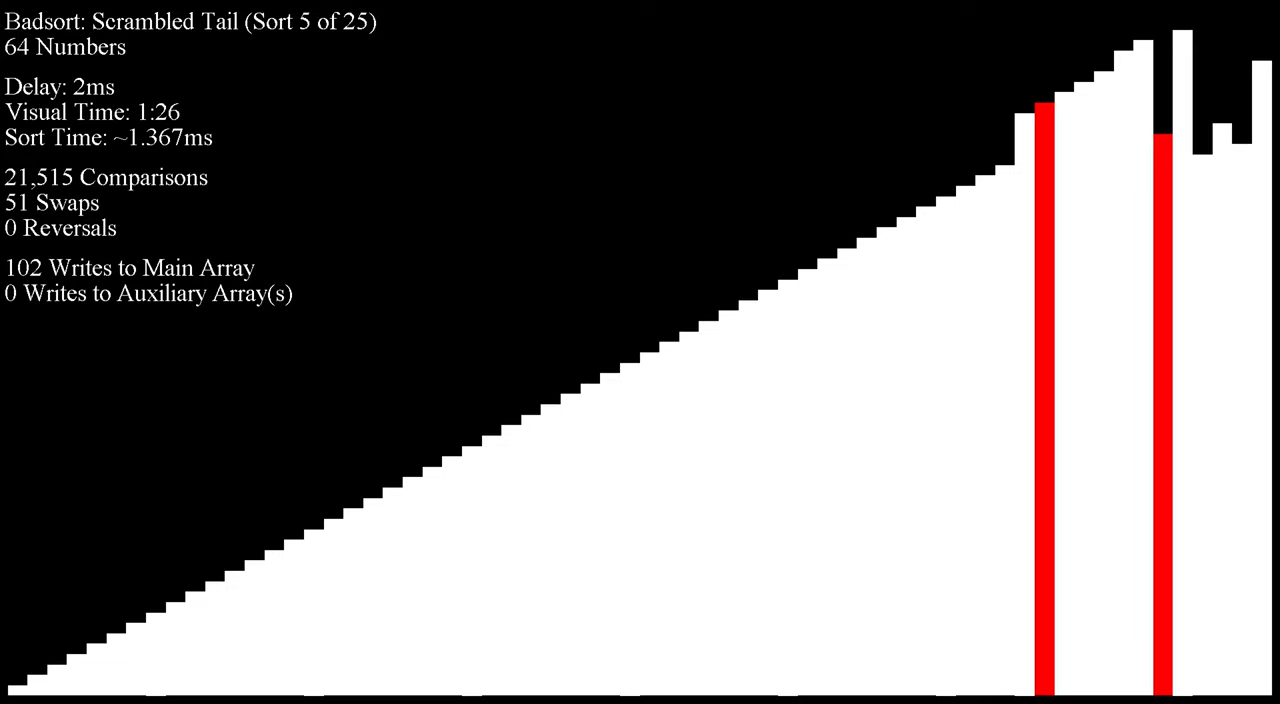 Badsort: Scrambled Tail (Sort 5 of 25)
64 Numbers
Delay: 2ms
Visual Time: 1:26
Sort Time: ~1.367ms
21,515 Comparisons
51 Swaps
0 Reversals
102 Writes to Main Array
0 Writes to Auxiliary Array(s)